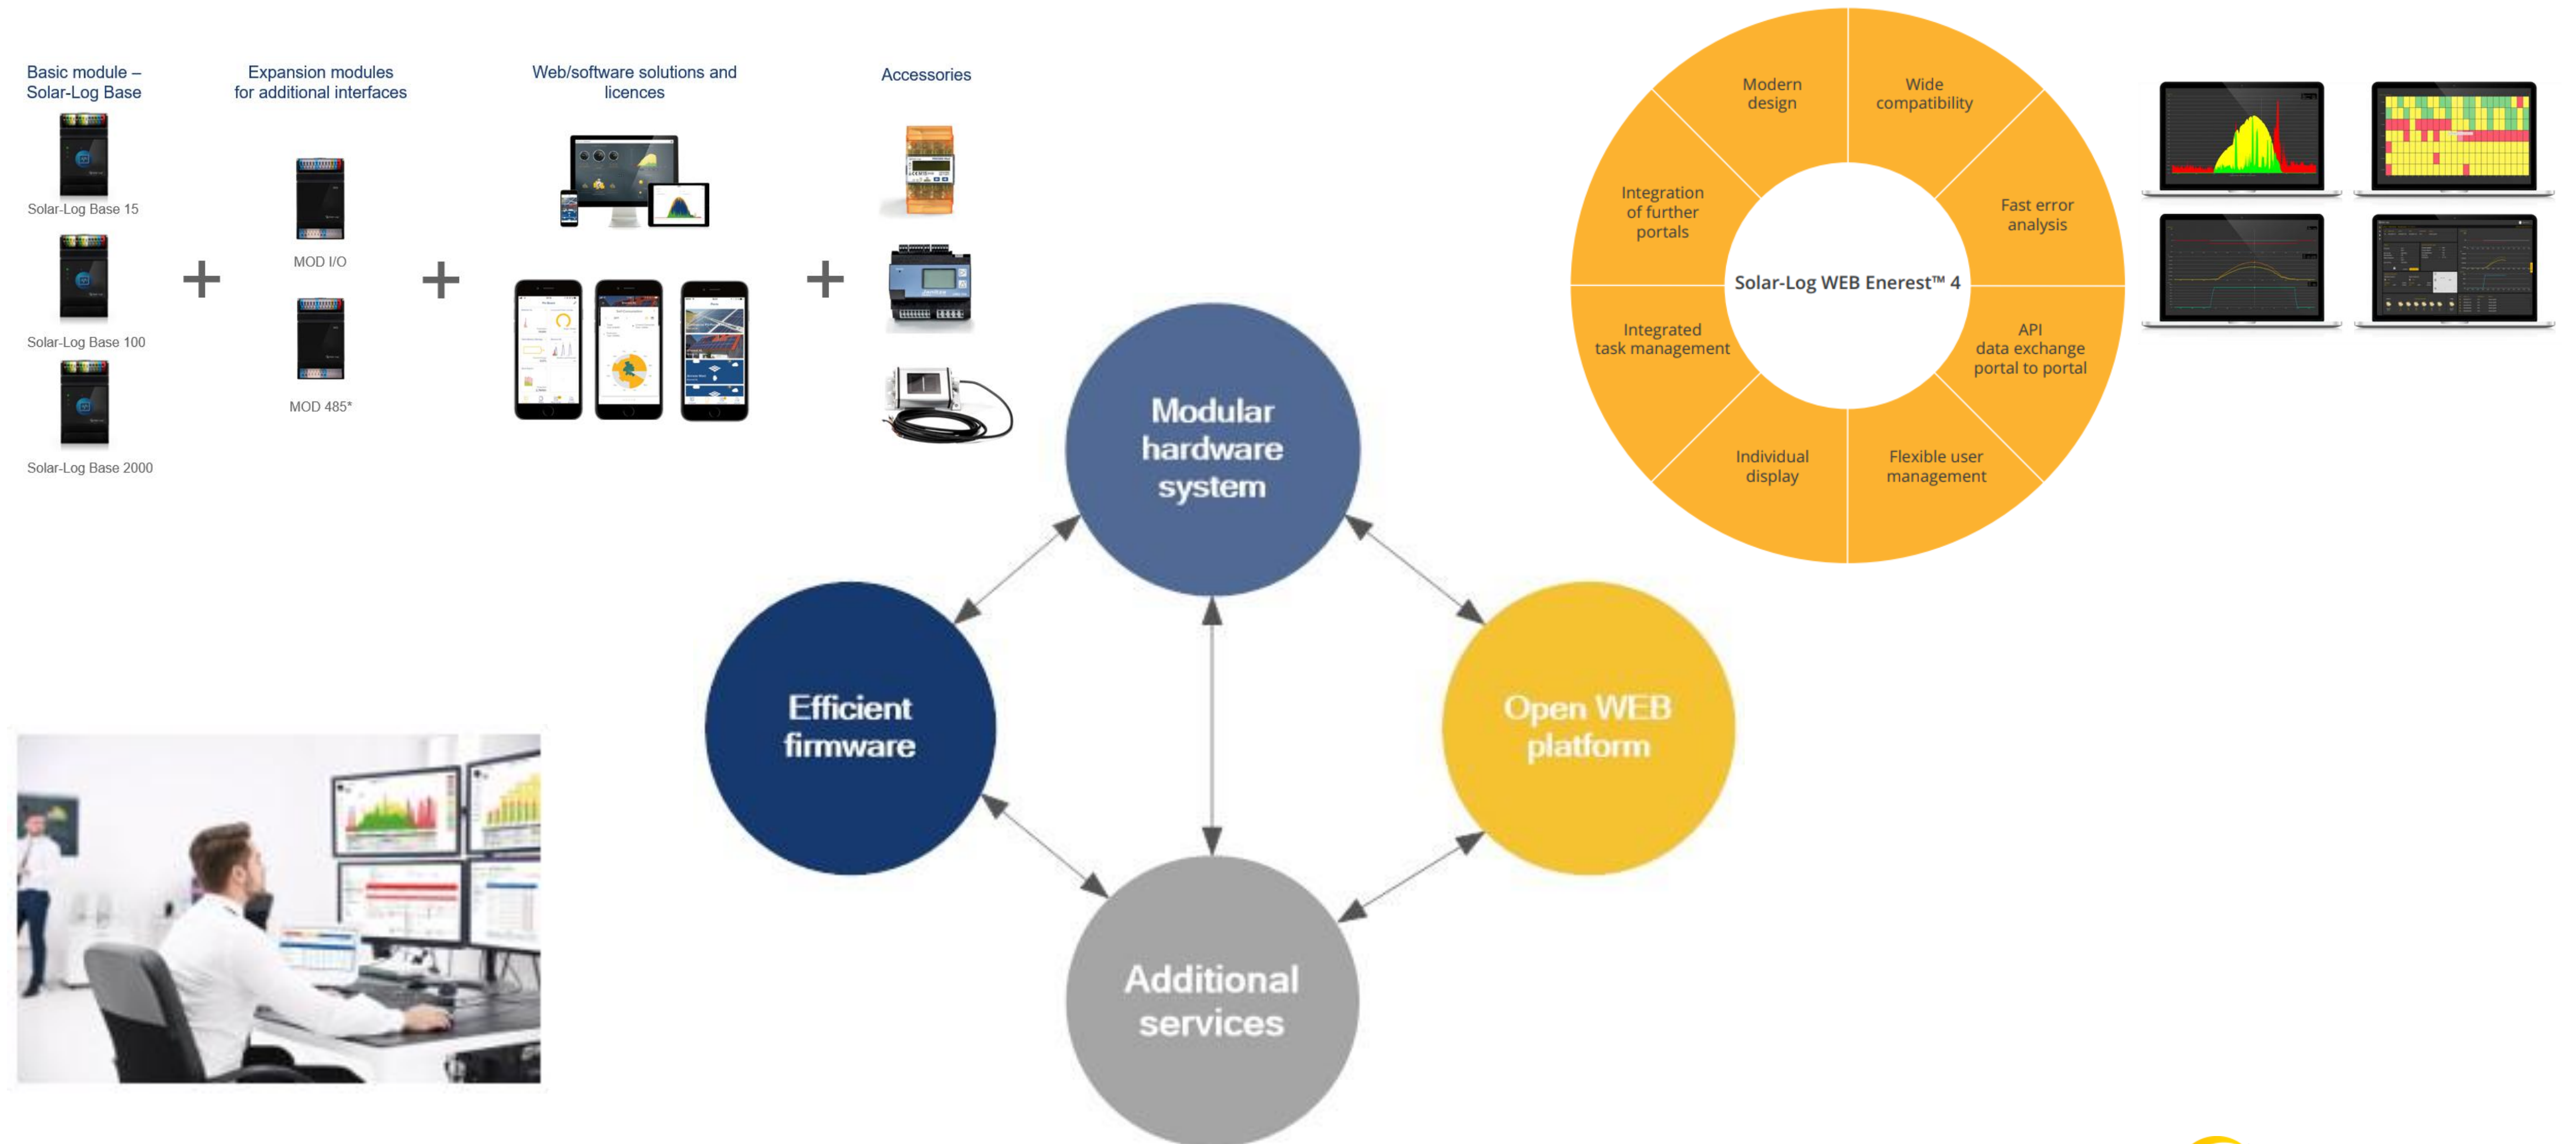 Basic module –
Solar-Log Base
Solar-Log Base 15
Solar-Log Base 100
Solar-Log Base 2000
Expansion modules
for additional interfaces
MOD I/O
MOD 485*
Web/software solutions and
licences
Accessories
+
+
+
Modern
design
Wide
compatibility
Fast error
analysis
API
data exchange
portal to portal
Flexible user
management
Individual
display
Integrated
task management
Integration
of further
portals
Solar-Log WEB Enerest™ 4
Modular
hardware
system
Efficient
firmware
Open WEB
platform
Additional
services